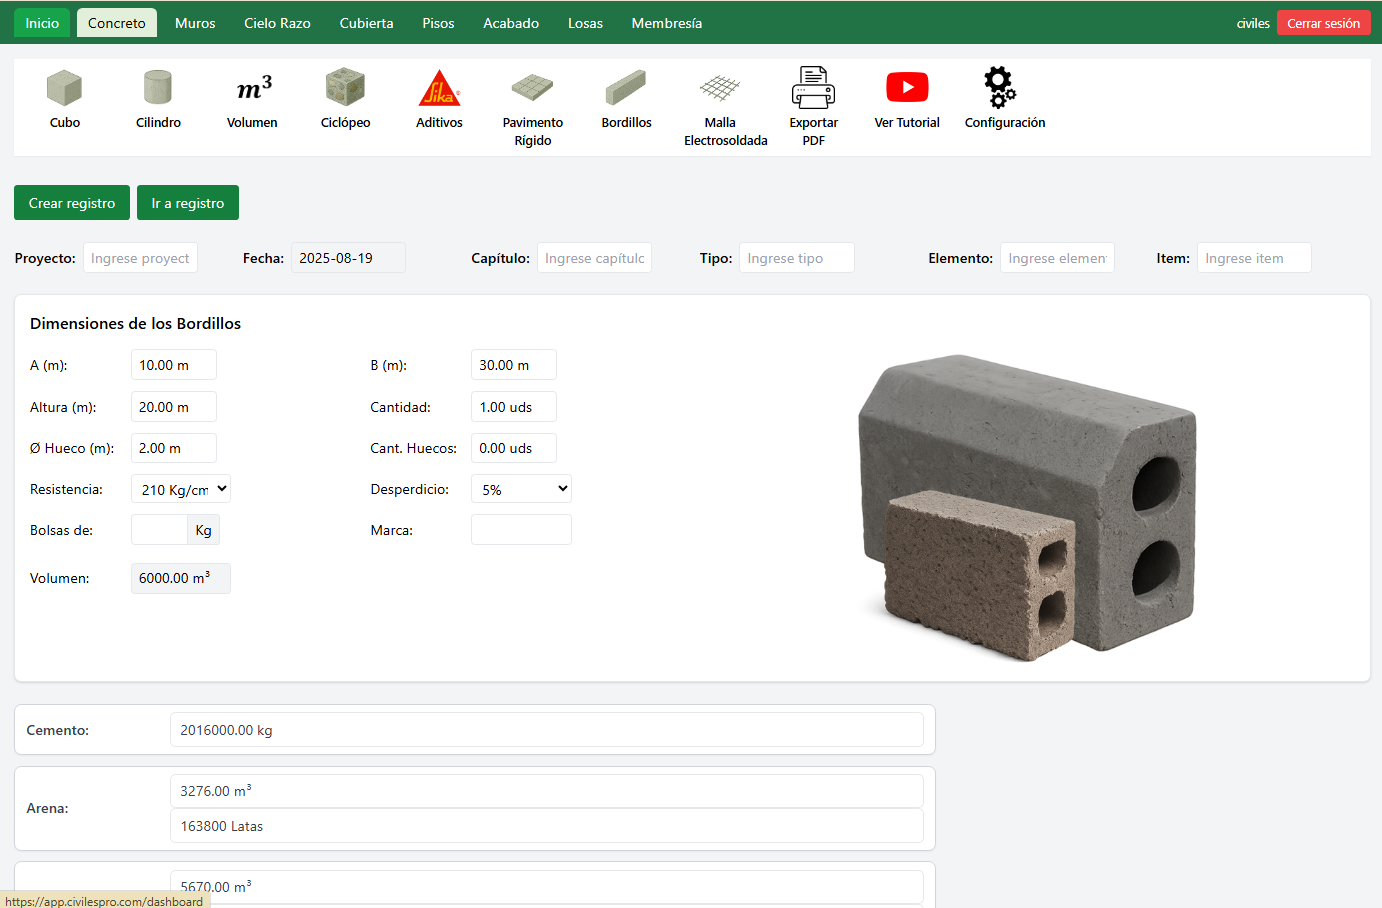 Inicio Concreto Muros Cielo Razo Cubierta Pisos Acabado Losas Membresía civiles Cerrar sesión
m³ Sika
Cubo Cilindro Volumen Ciclópeo Aditivos Pavimento Rígido Bordillos Malla Electrosoldada Exportar PDF Ver Tutorial Configuración
Crear registro Ir a registro
Proyecto: Ingrese proyect Fecha: 2025-08-19 Capítulo: Ingrese capítulc Tipo: Ingrese tipo Elemento: Ingrese elemen Item: Ingrese item
Dimensiones de los Bordillos
A (m): 10.00 m B (m): 30.00 m
Altura (m): 20.00 m Cantidad: 1.00 uds
Ø Hueco (m): 2.00 m Cant. Huecos: 0.00 uds
Resistencia: 210 Kg/cm Desperdicio: 5%
Bolsas de: Kg Marca:
Volumen: 6000.00 m³
Cemento: 2016000.00 kg
Arena: 3276.00 m³
163800 Latas
5670.00 m³
https://app.civilespro.com/dashboard